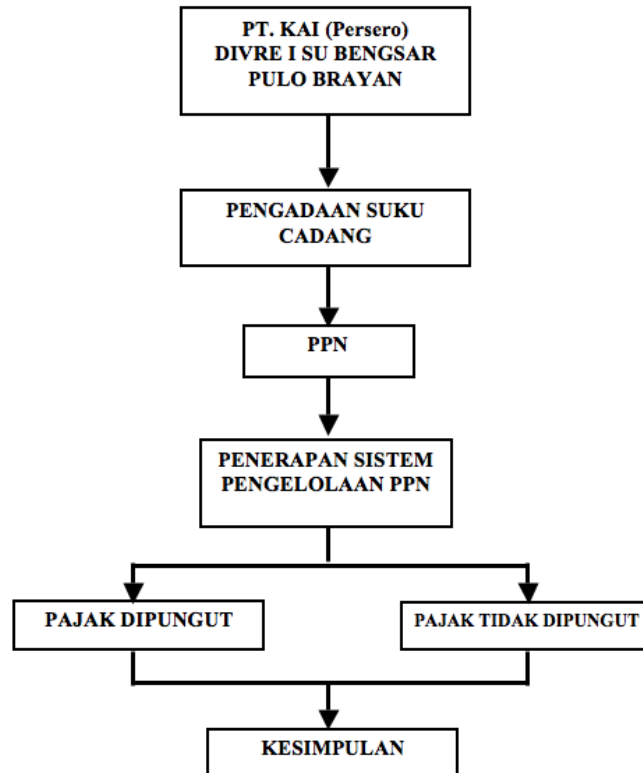 PT. KAI (Persero)
DIVRE I SU BENGSAR
PULO BRAYAN
PENGADAAN SUKU
CADANG
PPN
PENERAPAN SISTEM
PENGELOLAAN PPN
PAJAK DIPUNGUT
PAJAK TIDAK DIPUNGUT
KESIMPULAN